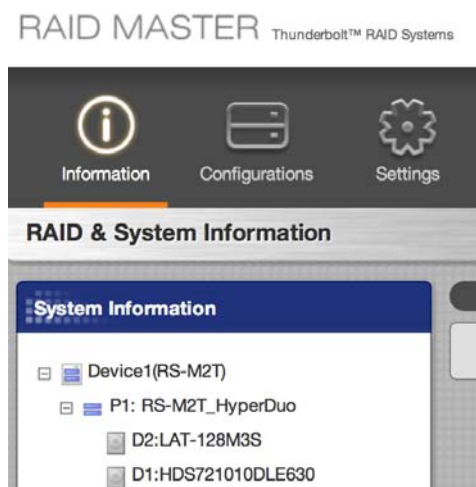 RAID MASTER Thunderbolt™ RAID Systems
Information Configurations Settings
RAID & System Information
System Information
Device1(RS-M2T)
P1: RS-M2T_HyperDuo
D2:LAT-128M3S
D1:HDS721010DLE630